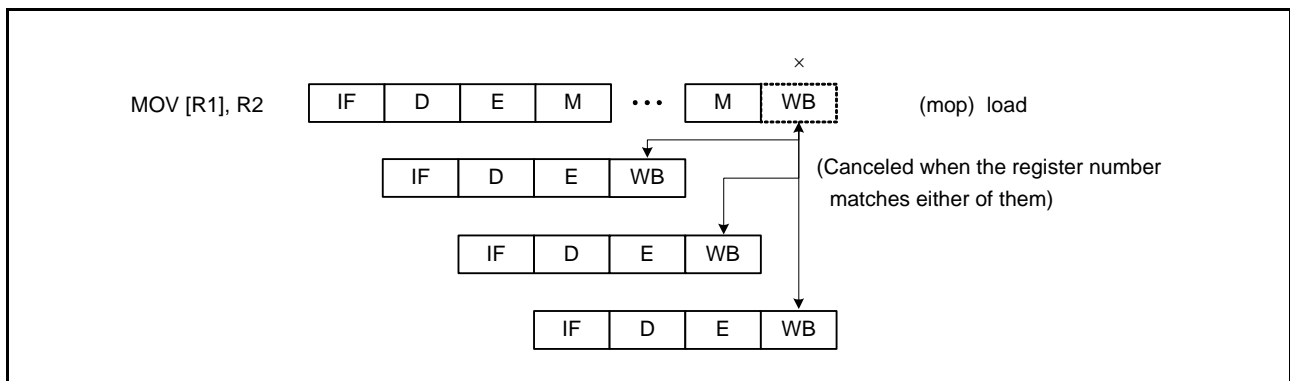 ×
MOV [R1], R2 IF D E M • • • M WB (mop) load
IF D E WB (Canceled when the register number
matches either of them)
IF D E WB
IF D E WB